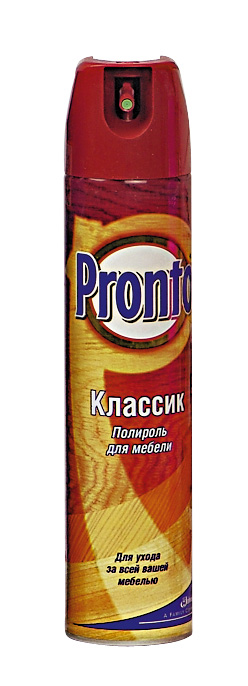 Pronto
Классик
Полироль
для мебели
Для ухода
за всей вашей
мебелью